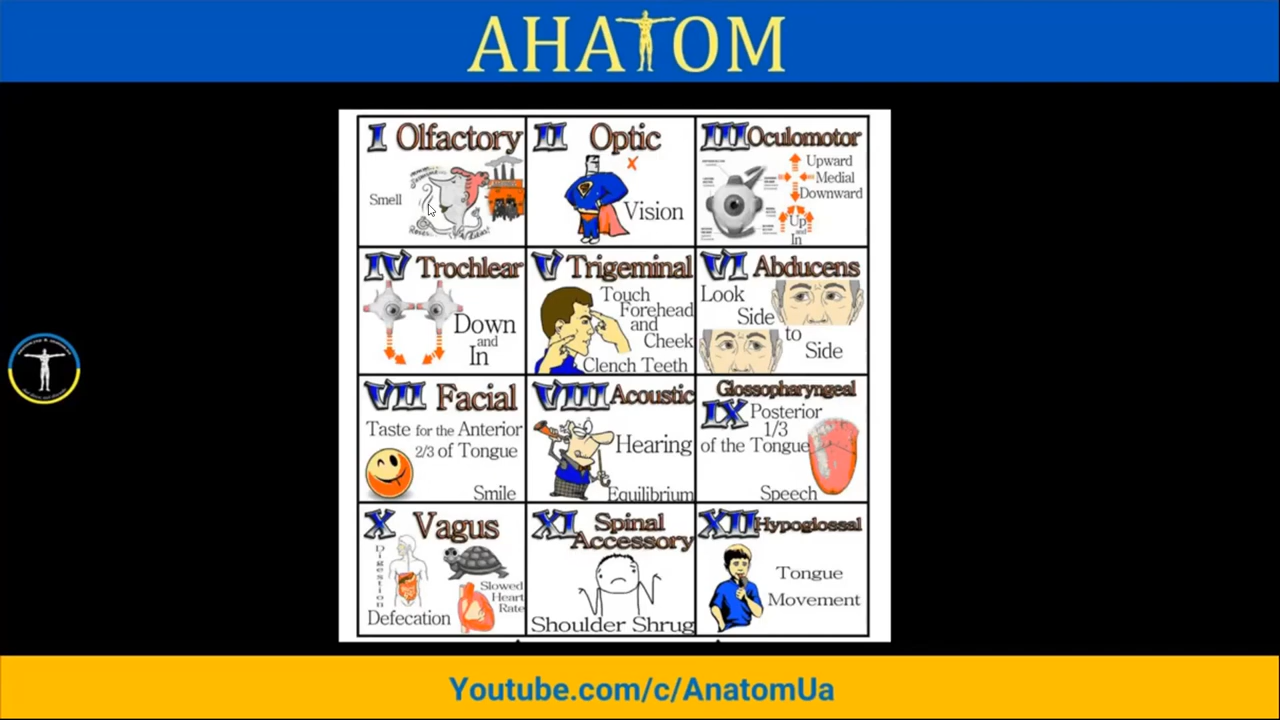 АНАТОМ
I Olfactory
Smell
II Optic
X
Vision
III Oculomotor
Upward
Medial
Downward
Up
and
In
IV Trochlear
Down
and
In
V Trigeminal
Touch
Forehead
and
Cheek
Clench Teeth
VI Abducens
Look
Side
to
Side
VII Facial
Taste for the Anterior
2/3 of Tongue
Smile
VIII Acoustic
Hearing
Equilibrium
Glossopharyngeal
IX Posterior
1/3
of the Tongue
Speech
X Vagus
Digestion
Slowed
Heart
Rate
Defecation
XI Spinal
Accessory
Shoulder Shrug
XII Hypoglossal
Tongue
Movement
Youtube.com/c/AnatomUa